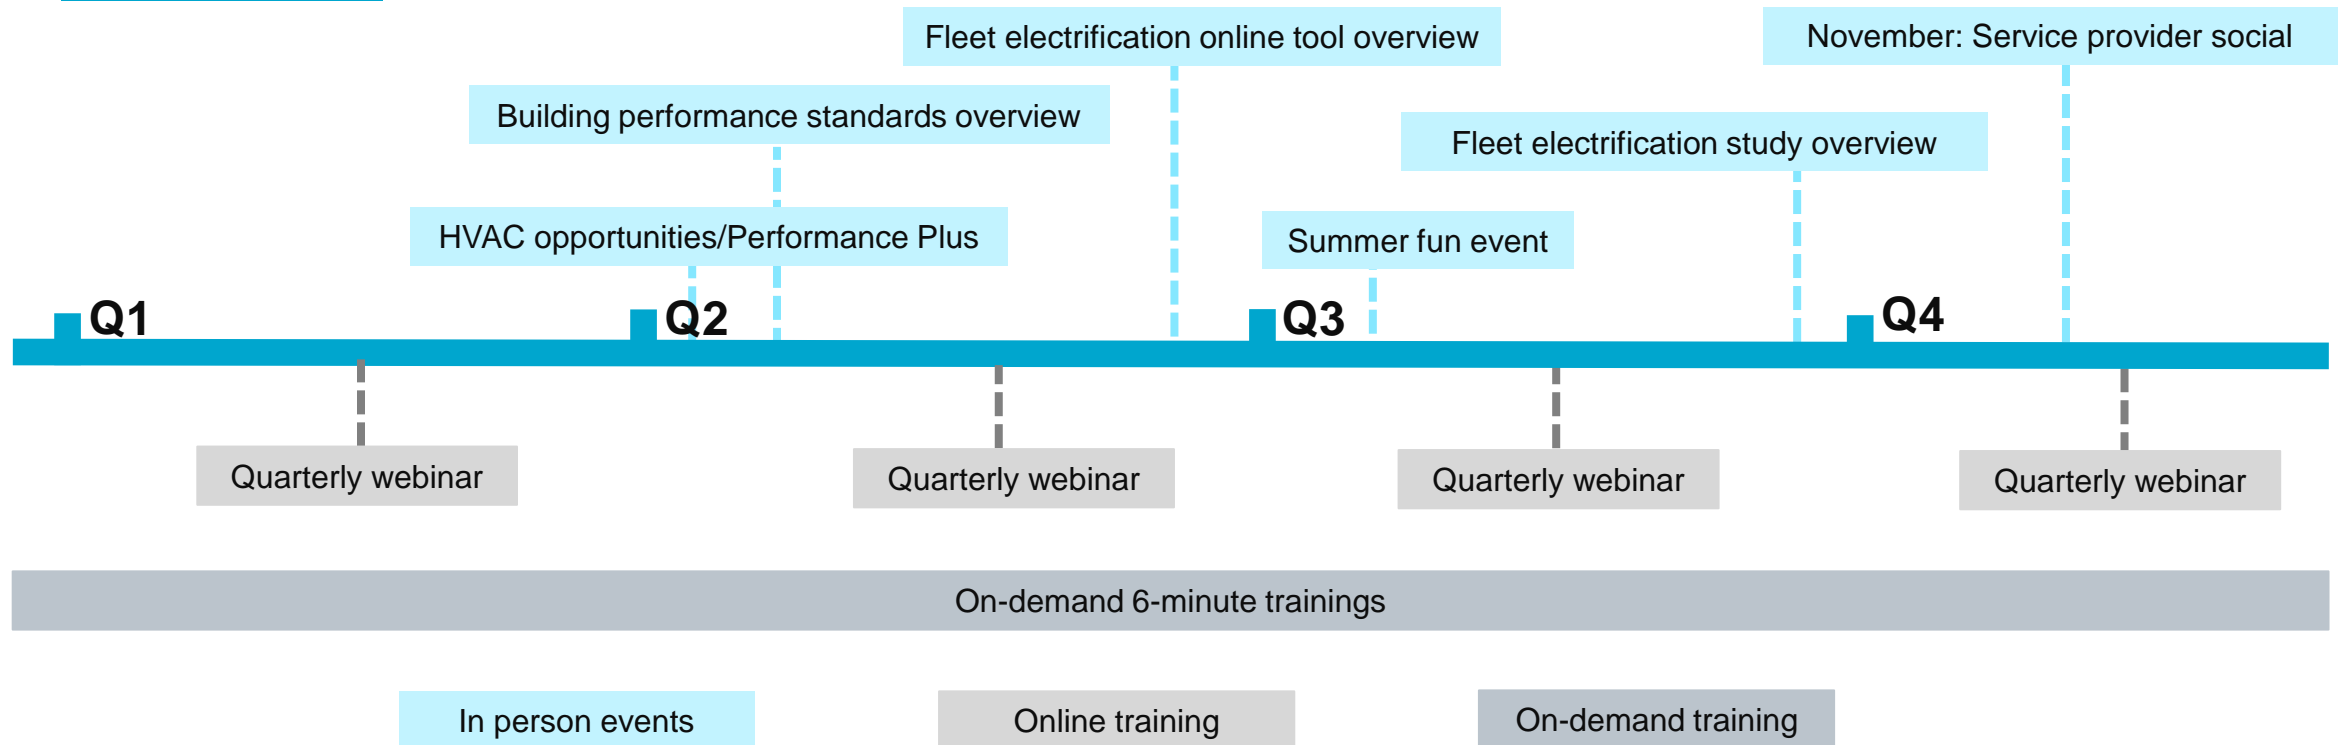 Fleet electrification online tool overview
November: Service provider social
Building performance standards overview
Fleet electrification study overview
HVAC opportunities/Performance Plus
Summer fun event
Q1
Q2
Q3
Q4
Quarterly webinar
Quarterly webinar
Quarterly webinar
Quarterly webinar
On-demand 6-minute trainings
In person events
Online training
On-demand training